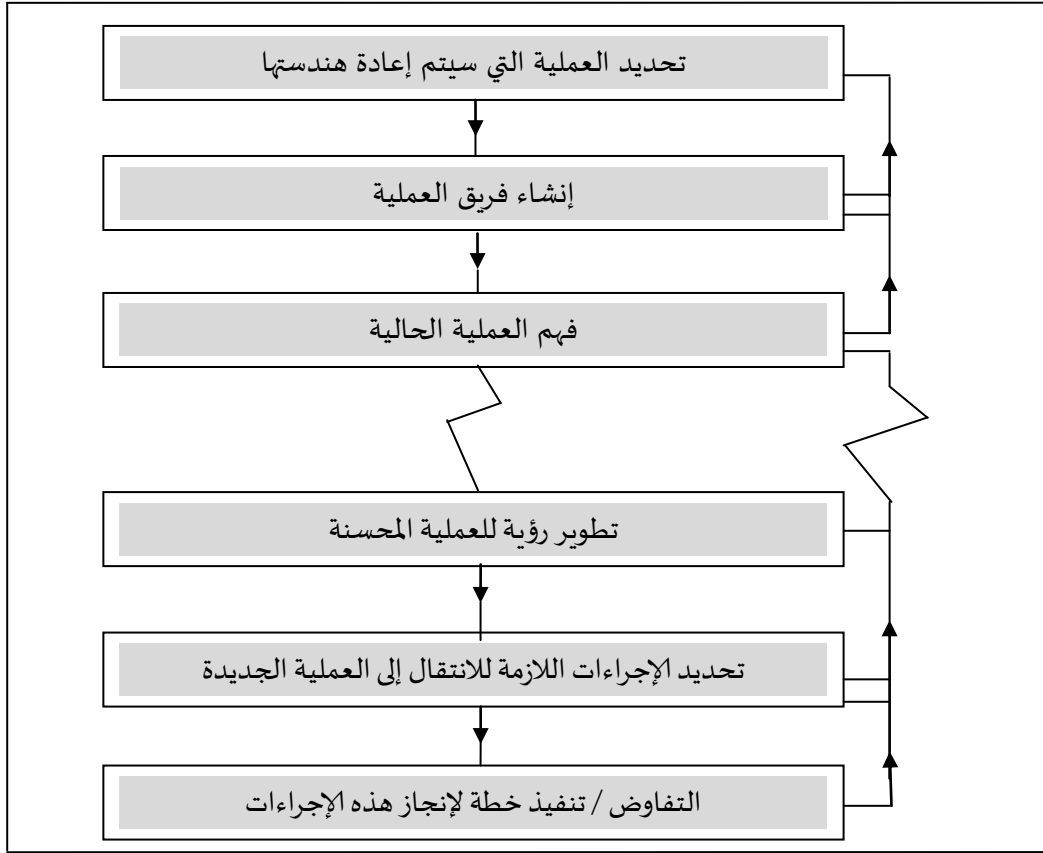 تحديد العملية التي سيتم إعادة هندستها
إنشاء فريق العملية
فهم العملية الحالية
تطوير رؤية للعملية المحسنة
تحديد الإجراءات اللازمة للانتقال إلى العملية الجديدة
التفاوض / تنفيذ خطة لإنجاز هذه الإجراءات